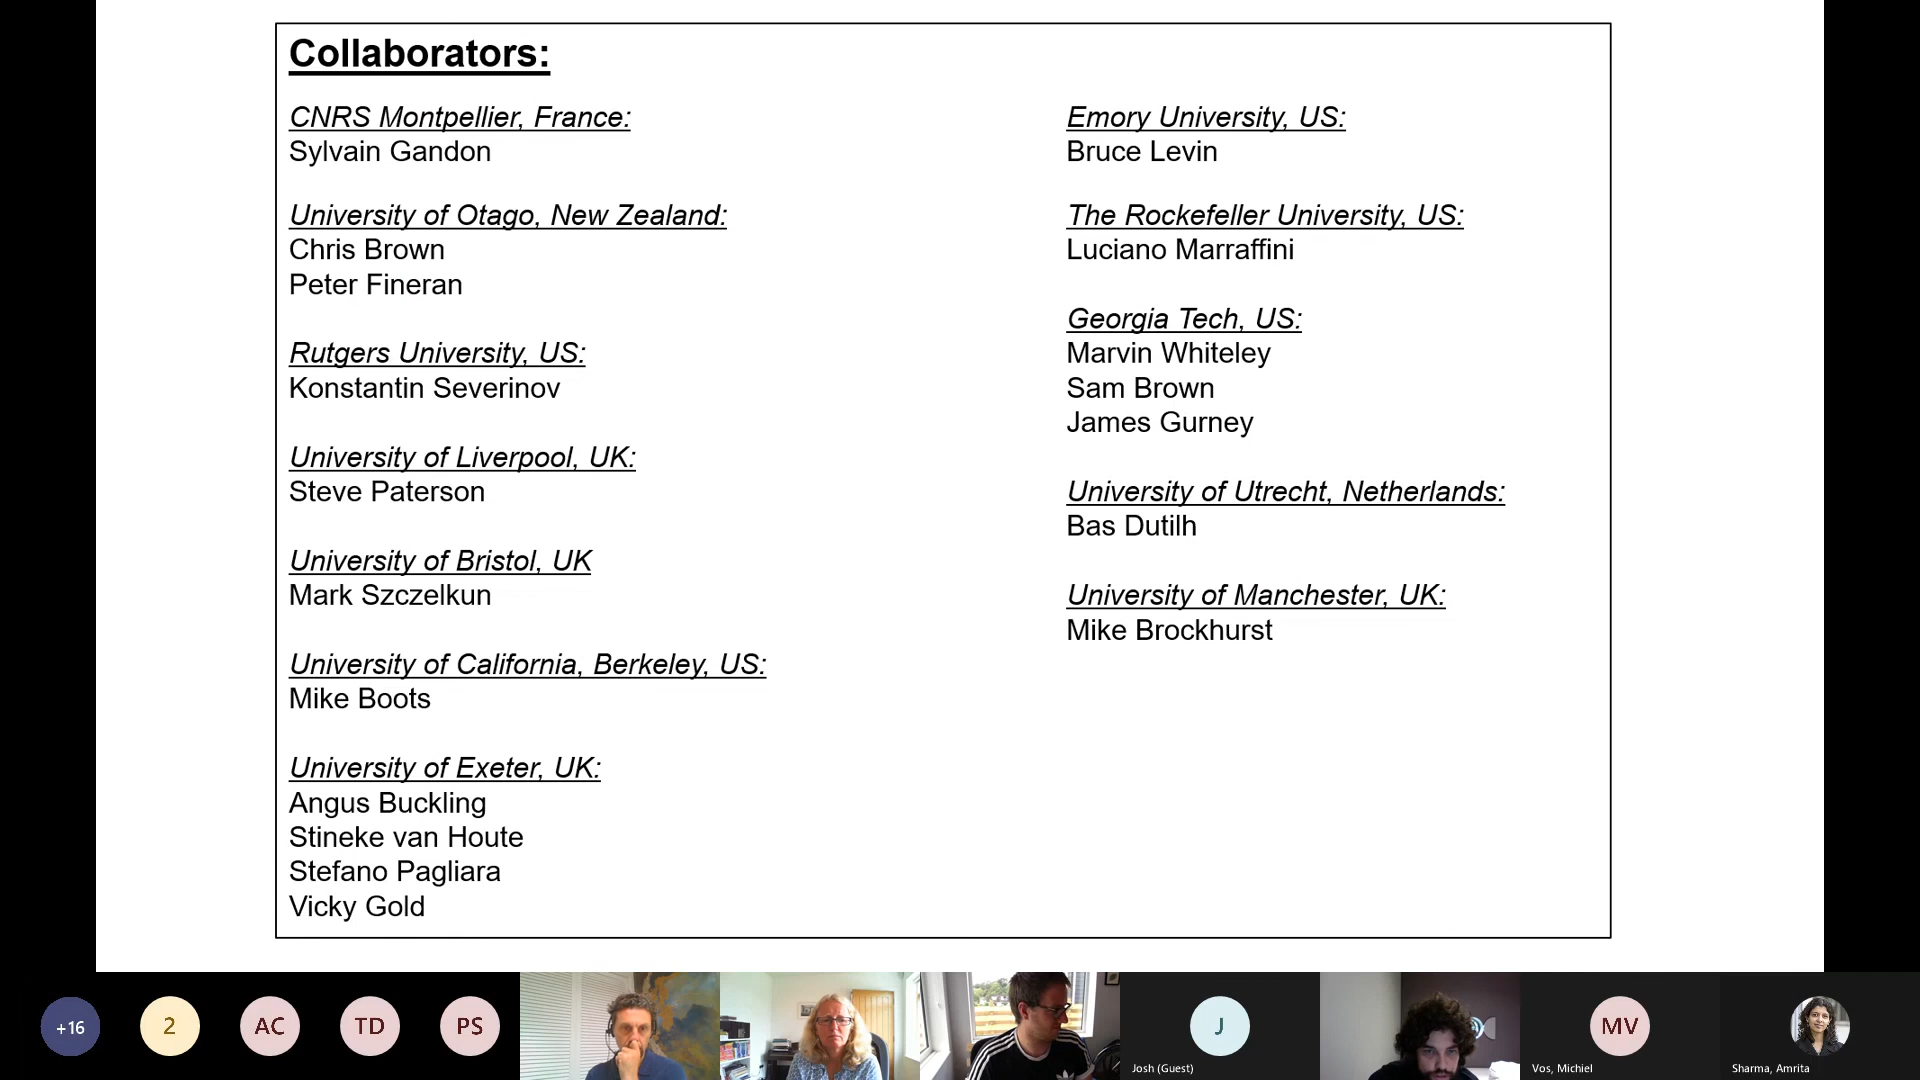 Collaborators:
CNRS Montpellier, France:
Sylvain Gandon
University of Otago, New Zealand:
Chris Brown
Peter Fineran
Rutgers University, US:
Konstantin Severinov
University of Liverpool, UK:
Steve Paterson
University of Bristol, UK
Mark Szczelkun
University of California, Berkeley, US:
Mike Boots
University of Exeter, UK:
Angus Buckling
Stineke van Houte
Stefano Pagliara
Vicky Gold
Emory University, US:
Bruce Levin
The Rockefeller University, US:
Luciano Marraffini
Georgia Tech, US:
Marvin Whiteley
Sam Brown
James Gurney
University of Utrecht, Netherlands:
Bas Dutilh
University of Manchester, UK:
Mike Brockhurst
+16
2
AC
TD
PS
J
Josh (Guest)
MV
Vos, Michiel
Sharma, Amrita